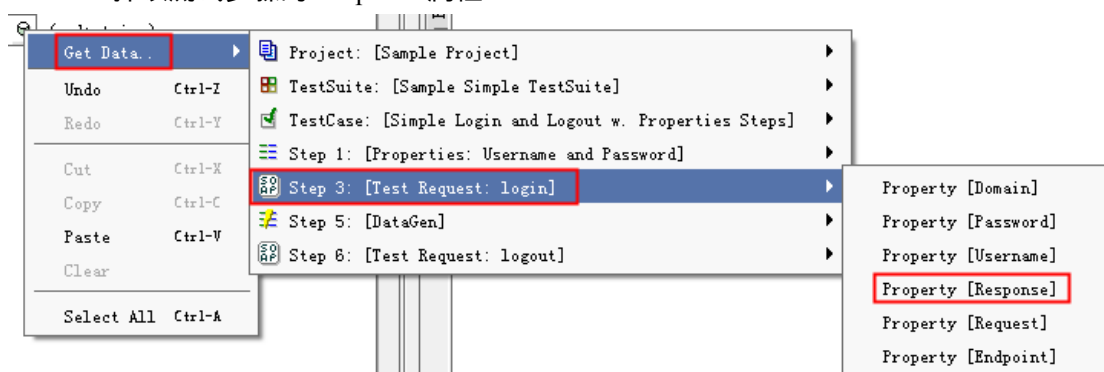 Get Data..
Undo Ctrl-Z
Redo Ctrl-Y
Cut Ctrl-X
Copy Ctrl-C
Paste Ctrl-V
Clear
Select All Ctrl-A
Project: [Sample Project]
TestSuite: [Sample Simple TestSuite]
TestCase: [Simple Login and Logout w. Properties Steps]
Step 1: [Properties: Username and Password]
Step 3: [Test Request: login]
Step 5: [DataGen]
Step 6: [Test Request: logout]
Property [Domain]
Property [Password]
Property [Username]
Property [Response]
Property [Request]
Property [Endpoint]